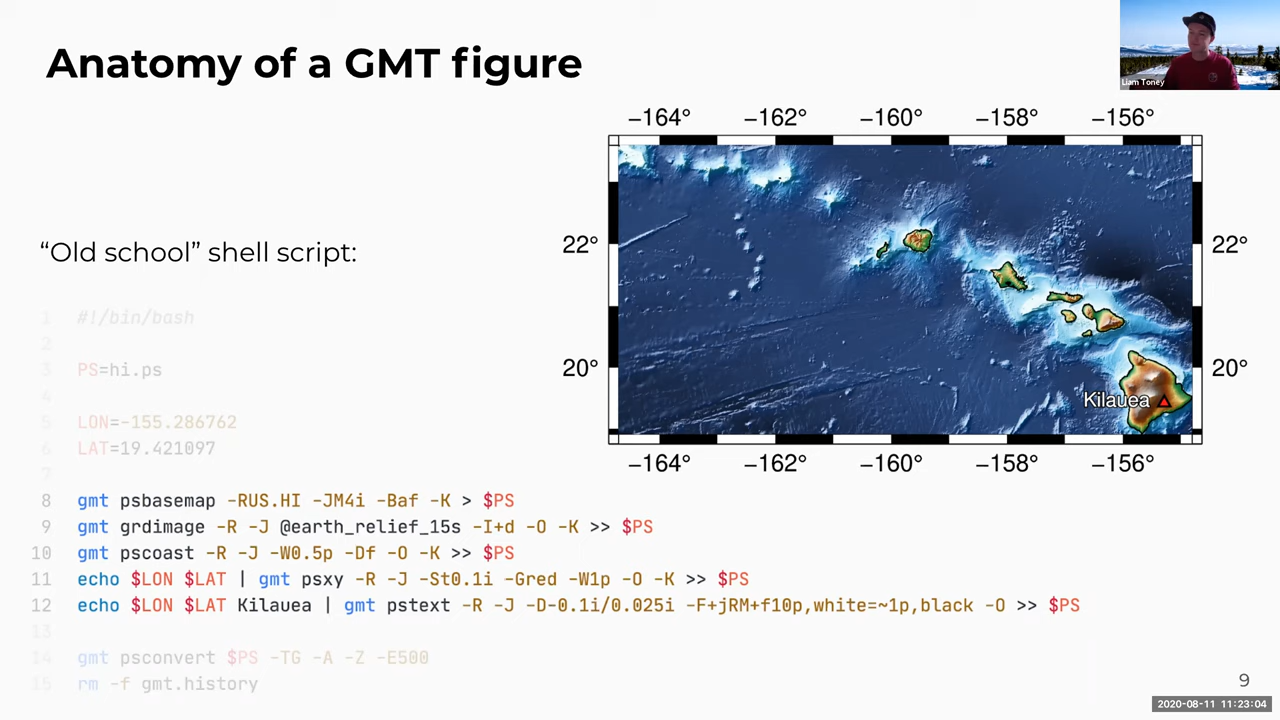 Anatomy of a GMT figure
Liam Toney
−164° −162° −160° −158° −156°
22° 22°
20° 20°
Kilauea
−164° −162° −160° −158° −156°
“Old school” shell script:
1 #!/bin/bash
2
3 PS=hi.ps
4
5 LON=-155.286762
6 LAT=19.421097
7
8 gmt psbasemap -RUS.HI -JM4i -Baf -K > $PS
9 gmt grdimage -R -J @earth_relief_15s -I+d -O -K >> $PS
10 gmt pscoast -R -J -W0.5p -Df -O -K >> $PS
11 echo $LON $LAT | gmt psxy -R -J -St0.1i -Gred -W1p -O -K >> $PS
12 echo $LON $LAT Kilauea | gmt pstext -R -J -D-0.1i/0.025i -F+jRM+f10p,white=~1p,black -O >> $PS
13
14 gmt psconvert $PS -TG -A -Z -E500
15 rm -f gmt.history
9
2020-08-11 11:23:04